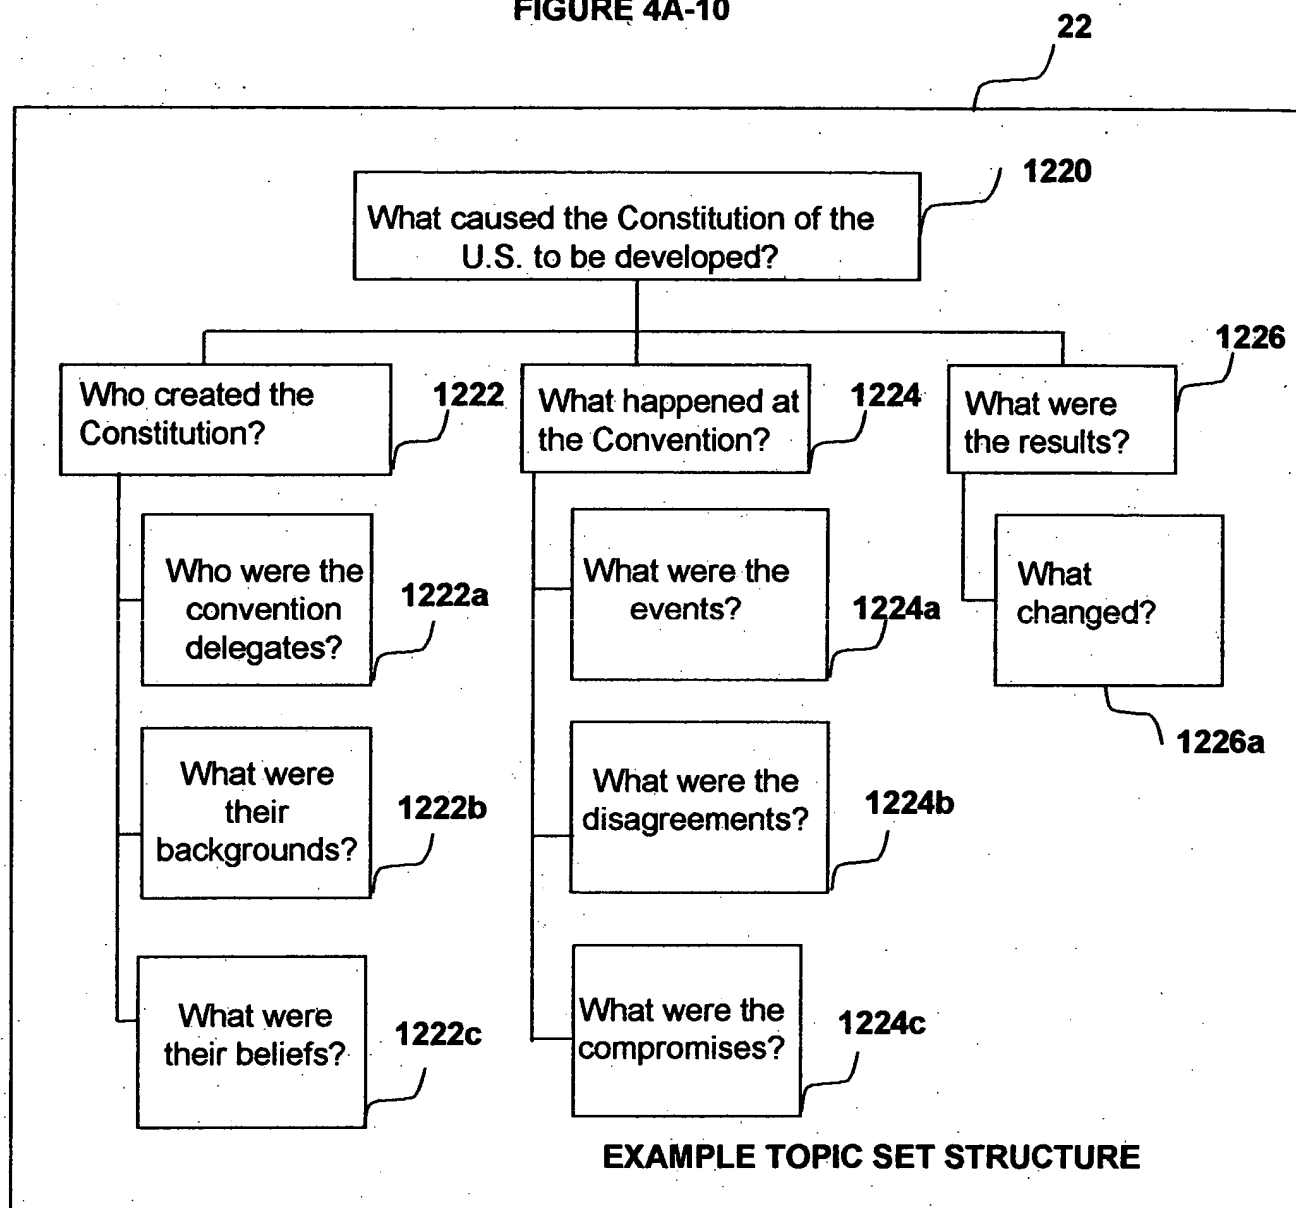 FIGURE 4A-10
22
1220
What caused the Constitution of the
U.S. to be developed?
1226
Who created the
Constitution?
1222
What happened at
the Convention?
1224
What were
the results?
Who were the
convention
delegates?
1222a
What were the
events?
1224a
What
changed?
1226a
What were
their
backgrounds?
1222b
What were the
disagreements?
1224b
What were
their beliefs?
1222c
What were the
compromises?
1224c
EXAMPLE TOPIC SET STRUCTURE